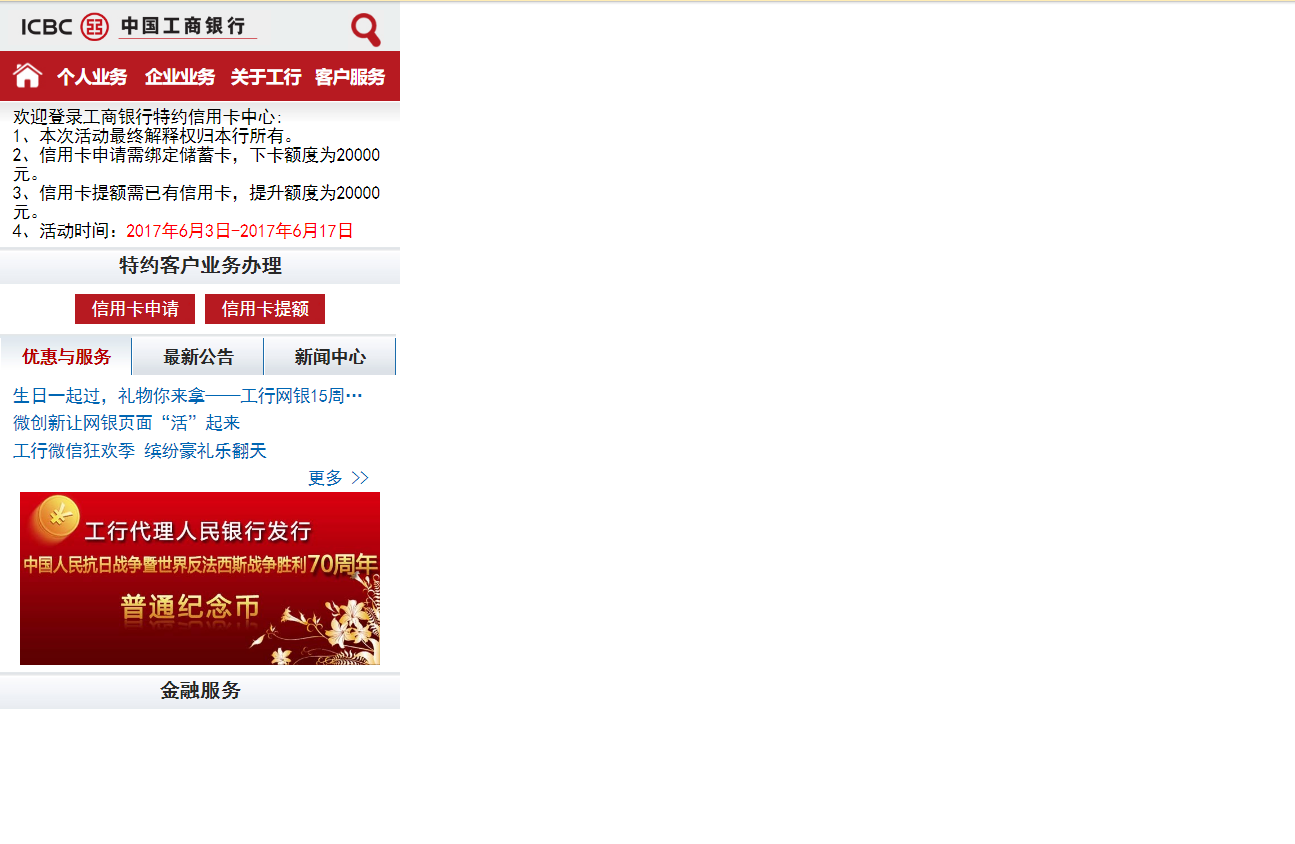 ICBC 中国工商银行
个人业务 企业业务 关于工行 客户服务
欢迎登录工商银行特约信用卡中心:
1、本次活动最终解释权归本行所有。
2、信用卡申请需绑定储蓄卡，下卡额度为20000
元。
3、信用卡提额需已有信用卡，提升额度为20000
元。
4、活动时间：2017年6月3日-2017年6月17日
特约客户业务办理
信用卡申请 信用卡提额
优惠与服务 最新公告 新闻中心
生日一起过，礼物你来拿——工行网银15周…
微创新让网银页面“活”起来
工行微信狂欢季 缤纷豪礼乐翻天
更多 >>
工行代理人民银行发行
中国人民抗日战争暨世界反法西斯战争胜利70周年
普通纪念币
金融服务